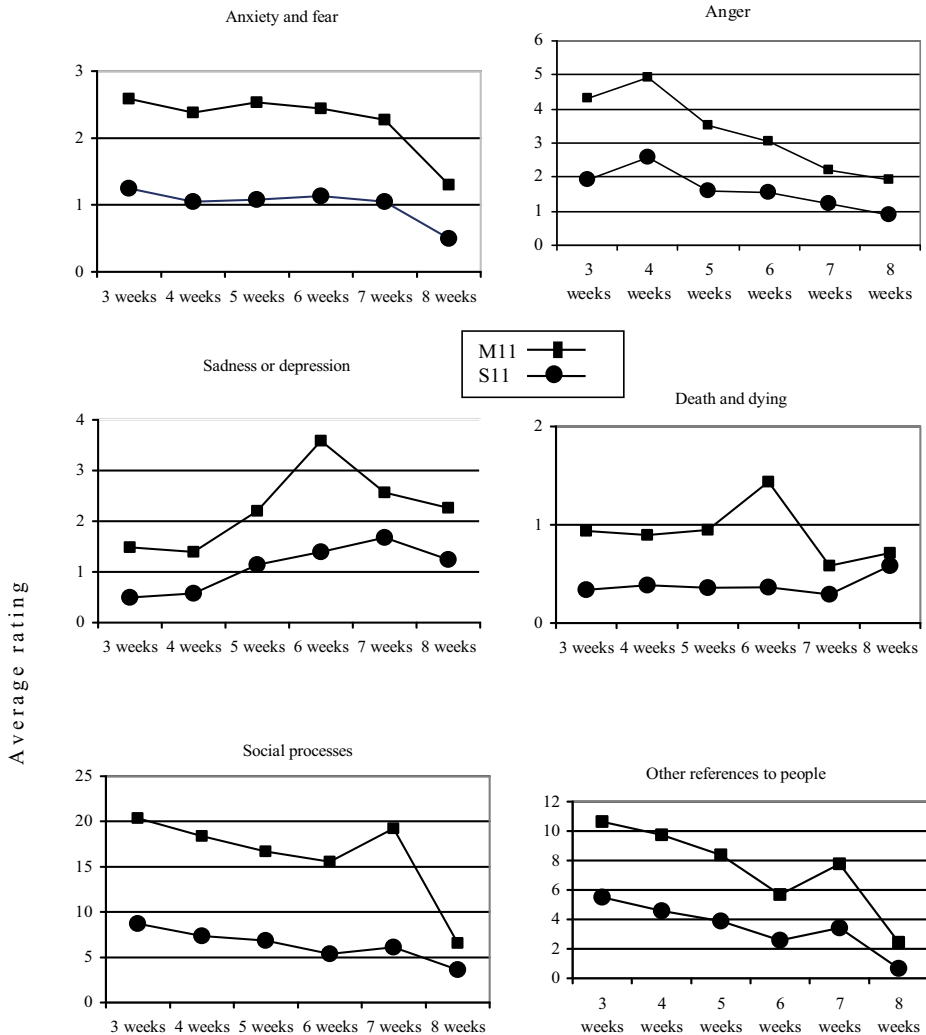 Anxiety and fear
3
2
1
0
3 weeks 4 weeks 5 weeks 6 weeks 7 weeks 8 weeks
Anger
6
5
4
3
2
1
0
3 4 5 6 7 8
weeks weeks weeks weeks weeks weeks
M11
S11
Sadness or depression
4
3
2
1
0
3 weeks 4 weeks 5 weeks 6 weeks 7 weeks 8 weeks
Death and dying
2
1
0
3 weeks 4 weeks 5 weeks 6 weeks 7 weeks 8 weeks
Average rating
Social processes
25
20
15
10
5
0
3 weeks 4 weeks 5 weeks 6 weeks 7 weeks 8 weeks
Other references to people
12
10
8
6
4
2
0
3 4 5 6 7 8
weeks weeks weeks weeks weeks weeks